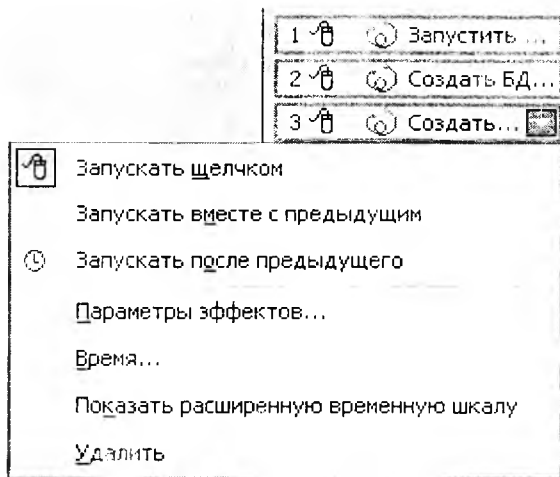 1 Запустить ...
2 Создать БД...
3 Создать...
Запускать щелчком
Запускать вместе с предыдущим
Запускать после предыдущего
Параметры эффектов...
Время...
Показать расширенную временную шкалу
Удалить